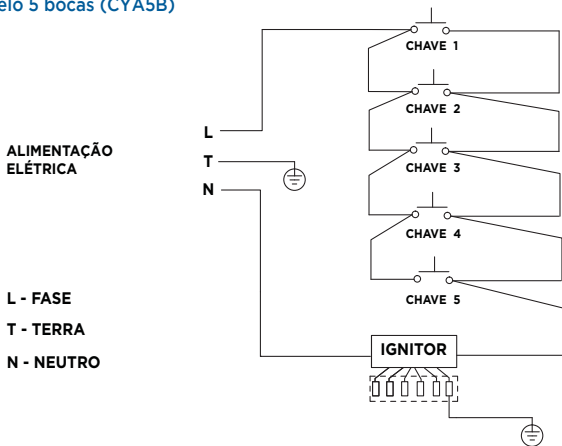 elo 5 bocas (CYA5B)
CHAVE 1
CHAVE 2
CHAVE 3
CHAVE 4
CHAVE 5
L
T
N
ALIMENTAÇÃO
ELÉTRICA
L - FASE
T - TERRA
N - NEUTRO
IGNITOR